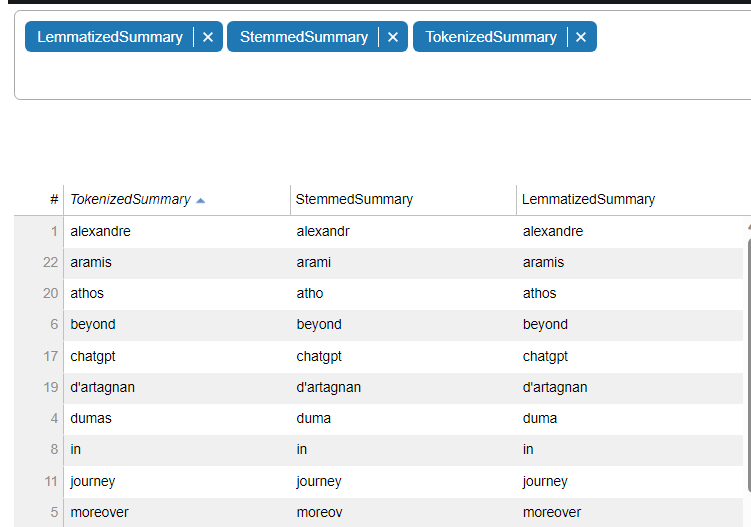 LemmatizedSummary × StemmedSummary × TokenizedSummary ×
# TokenizedSummary StemmedSummary LemmatizedSummary
1 alexandre alexandr alexandre
22 aramis arami aramis
20 athos atho athos
6 beyond beyond beyond
17 chatgpt chatgpt chatgpt
19 d'artagnan d'artagnan d'artagnan
4 dumas duma duma
8 in in in
11 journey journey journey
5 moreover moreov moreover